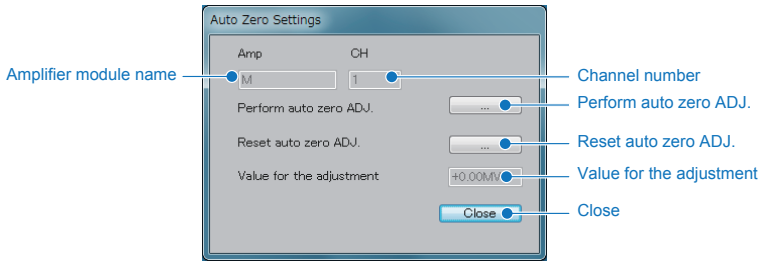 Auto Zero Settings
Amp CH
Amplifier module name M 1 Channel number
Perform auto zero ADJ. ... Perform auto zero ADJ.
Reset auto zero ADJ. ... Reset auto zero ADJ.
Value for the adjustment +0.00MV Value for the adjustment
Close Close